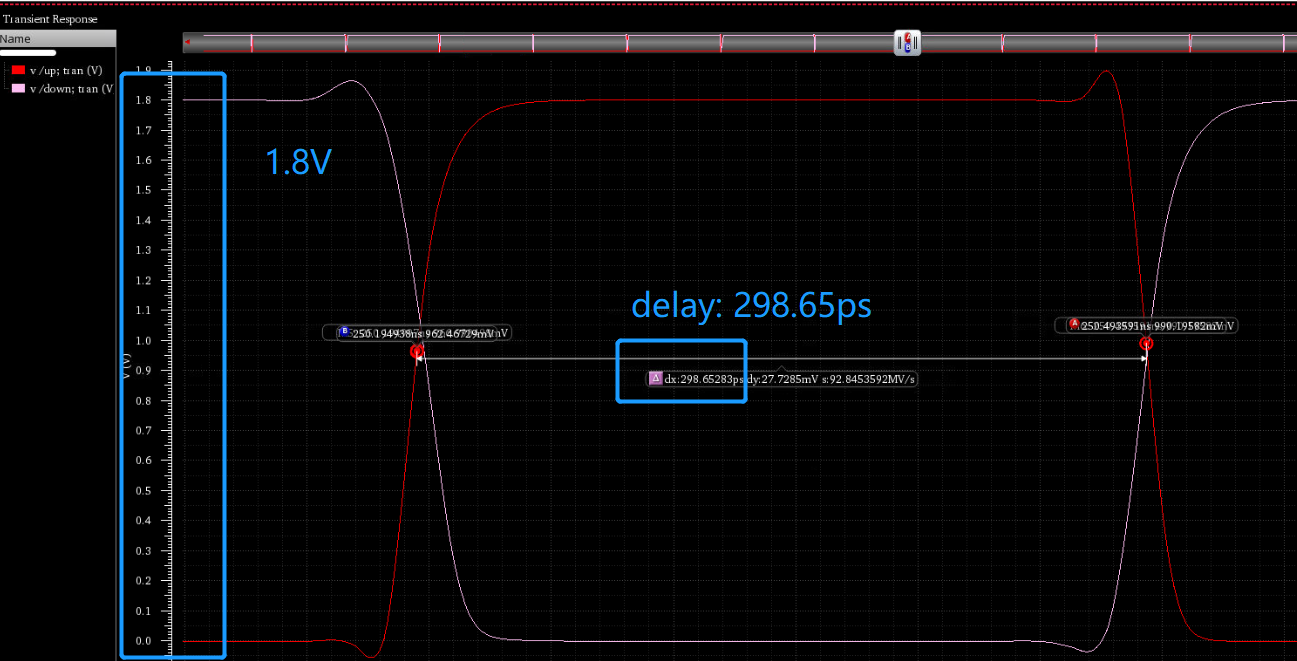 Transient Response
Name
v /up; tran (V)
v /down; tran (V
1.9
1.8
1.7
1.6
1.5
1.4
1.3
1.2
1.1
1.0
0.9
0.8
0.7
0.6
0.5
0.4
0.3
0.2
0.1
0.0
V (V)
1.8V
delay: 298.65ps
B
250.194938ns 962.46729mV
A
250.493591ns 990.19582mV
dx:298.65283ps dy:27.7285mV s:92.8453592MV/s
A
B